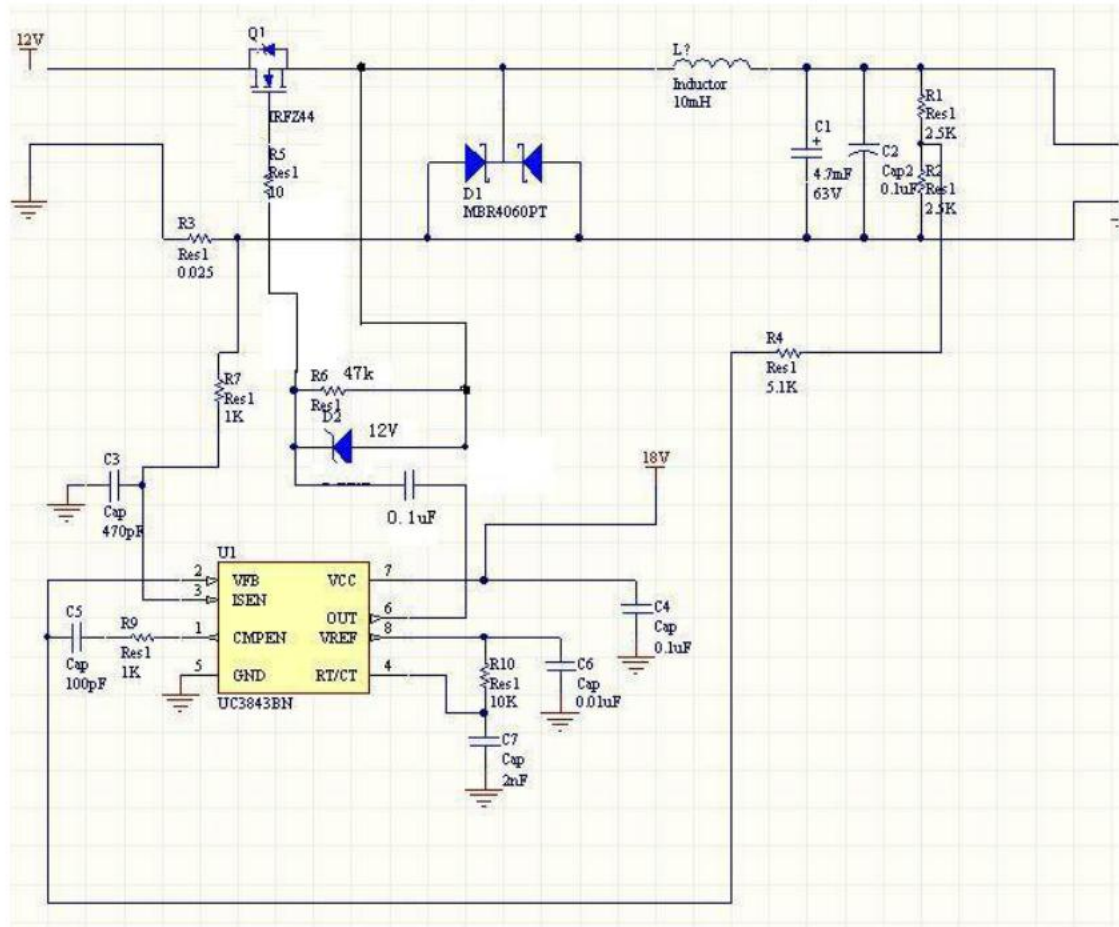 12V
Q1
IRFZ44
R5
Res1
10
L?
Inductor
10mH
C1
+
4.7mF
63V
C2
Cap2
0.1uF
R1
Res1
2.5K
R2
Res1
2.5K
D1
MBR4060PT
R3
Res1
0.025
R4
Res1
5.1K
R7
Res1
1K
R6 47k
Res1
D2
12V
0.1uF
18V
C3
Cap
470pF
U1
2 VFB VCC 7
3 ISEN
OUT 6
1 CMPEN VREF 8
5 GND RT/CT 4
UC3843BN
C5
Cap
100pF
R9
Res1
1K
C4
Cap
0.1uF
R10
Res1
10K
C6
Cap
0.01uF
C7
Cap
2nF